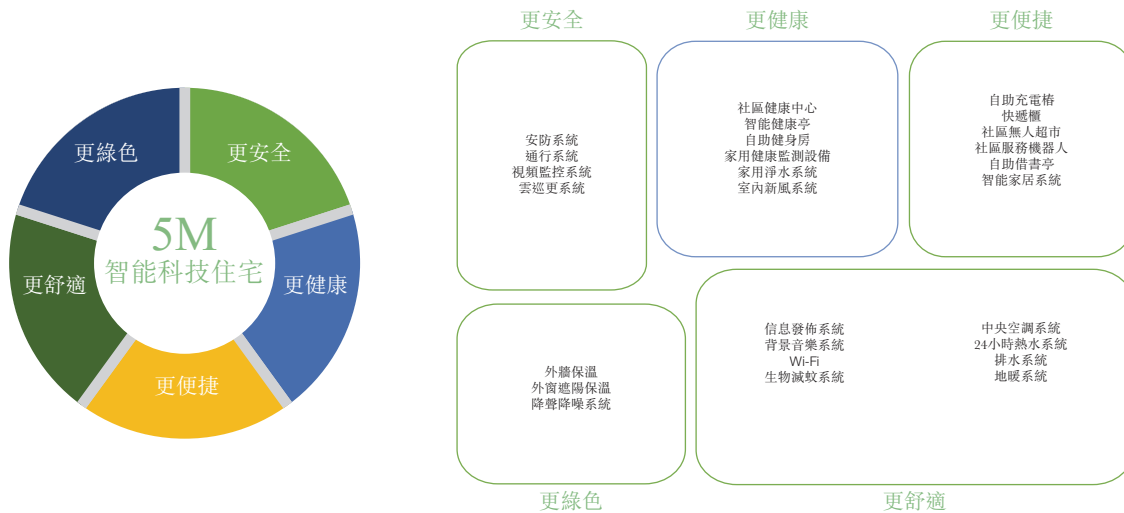 更綠色
更安全
更舒適
更健康
更便捷
5M
智能科技住宅
更安全
安防系統
通行系統
視頻監控系統
雲巡更系統
更健康
社區健康中心
智能健康亭
自助健身房
家用健康監測設備
家用淨水系統
室內新風系統
更便捷
自助充電樁
快遞櫃
社區無人超市
社區服務機器人
自助借書亭
智能家居系統
外牆保溫
外窗遮陽保溫
降聲降噪系統
更綠色
信息發佈系統
背景音樂系統
Wi-Fi
生物滅蚊系統
中央空調系統
24小時熱水系統
排水系統
地暖系統
更舒適